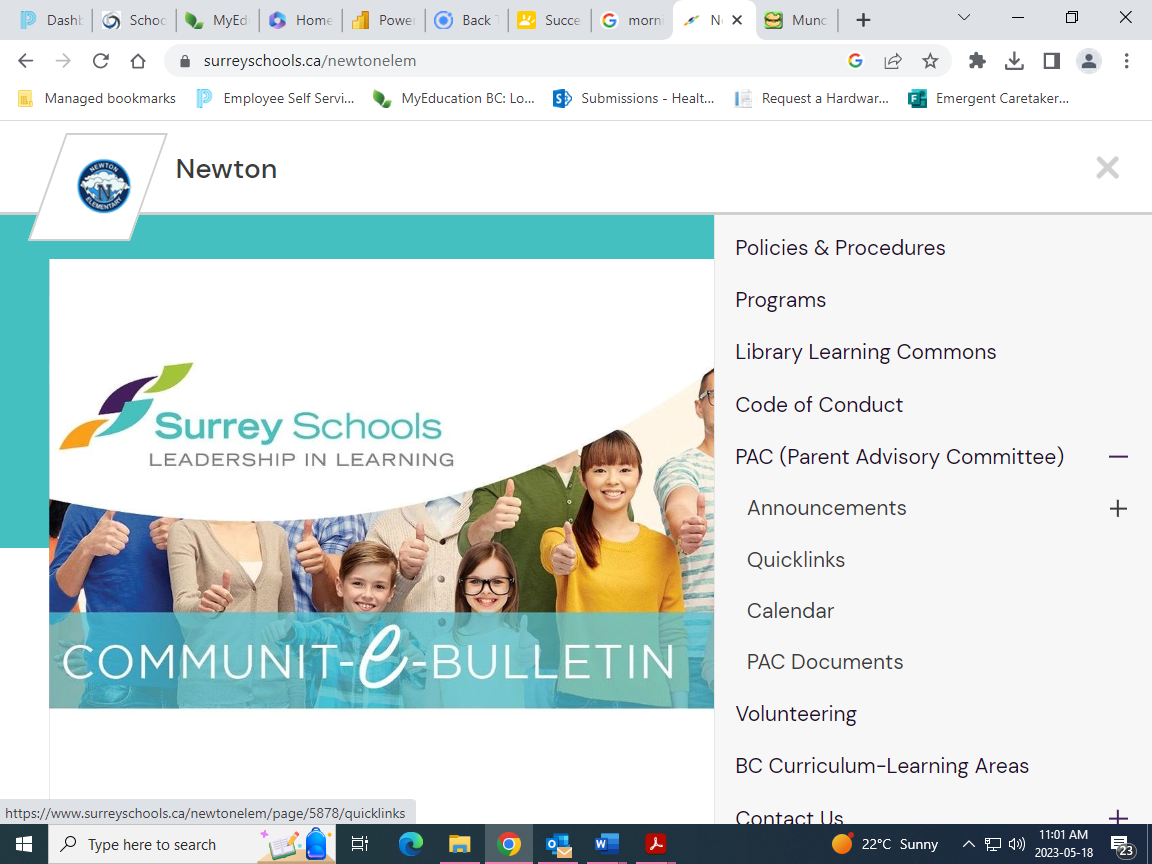 Dashl
Schoo
MyEd
Home
Power
Back T
Succe
morni
N
Munc
surreyschools.ca/newtonelem
Managed bookmarks
Employee Self Servi...
MyEducation BC: Lo...
Submissions - Healt...
Request a Hardwar...
Emergent Caretaker...
NEWTON
N
ELEMENTARY
Newton
Surrey Schools
LEADERSHIP IN LEARNING
COMMUNIT-e-BULLETIN
Policies & Procedures
Programs
Library Learning Commons
Code of Conduct
PAC (Parent Advisory Committee)
Announcements
Quicklinks
Calendar
PAC Documents
Volunteering
BC Curriculum-Learning Areas
Contact Us
https://www.surreyschools.ca/newtonelem/page/5878/quicklinks
Type here to search
22°C Sunny
11:01 AM
2023-05-18
23